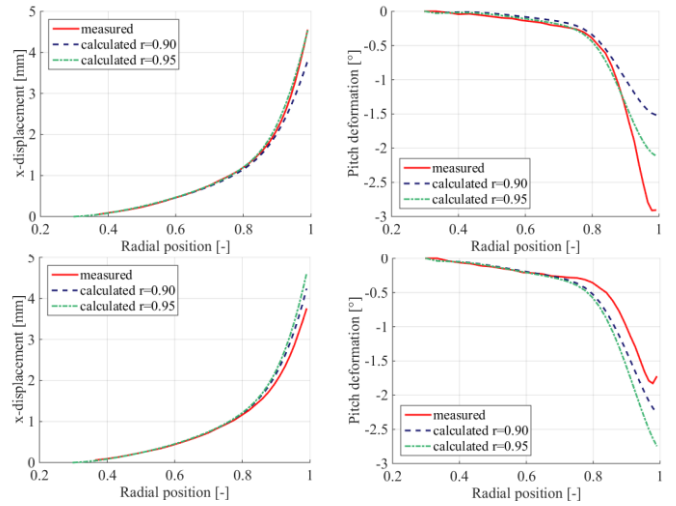 5
4
3
2
1
0
x-displacement [mm]
measured
calculated r=0.90
calculated r=0.95
0.2 0.4 0.6 0.8 1
Radial position [-]
0
-0.5
-1
-1.5
-2
-2.5
-3
Pitch deformation [°]
measured
calculated r=0.90
calculated r=0.95
0.2 0.4 0.6 0.8 1
Radial position [-]
5
4
3
2
1
0
x-displacement [mm]
measured
calculated r=0.90
calculated r=0.95
0.2 0.4 0.6 0.8 1
Radial position [-]
0
-0.5
-1
-1.5
-2
-2.5
-3
Pitch deformation [°]
measured
calculated r=0.90
calculated r=0.95
0.2 0.4 0.6 0.8 1
Radial position [-]